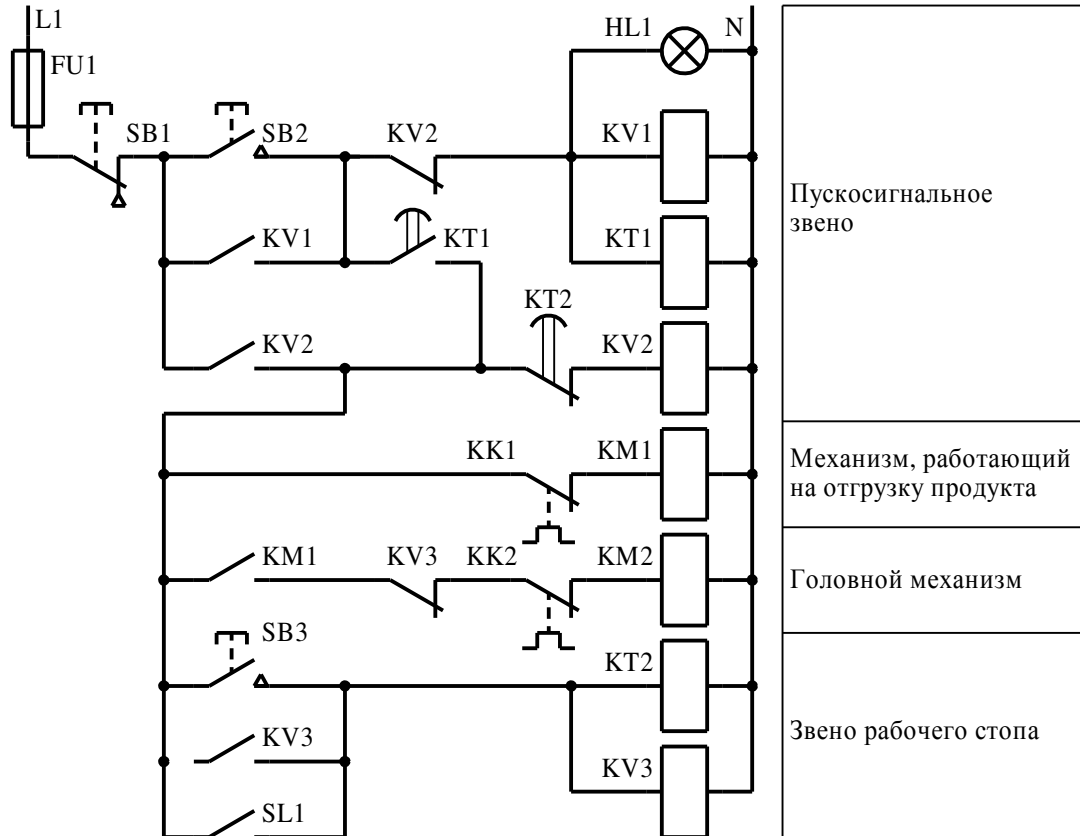 L1
HL1
N
FU1
SB1
SB2
KV2
KV1
KV1
KT1
KT1
KT2
KV2
KV2
Пускосигнальное
звено
KK1
KM1
Механизм, работающий
на отгрузку продукта
KM1
KV3
KK2
KM2
Головной механизм
SB3
KT2
KV3
KV3
SL1
Звено рабочего стопа